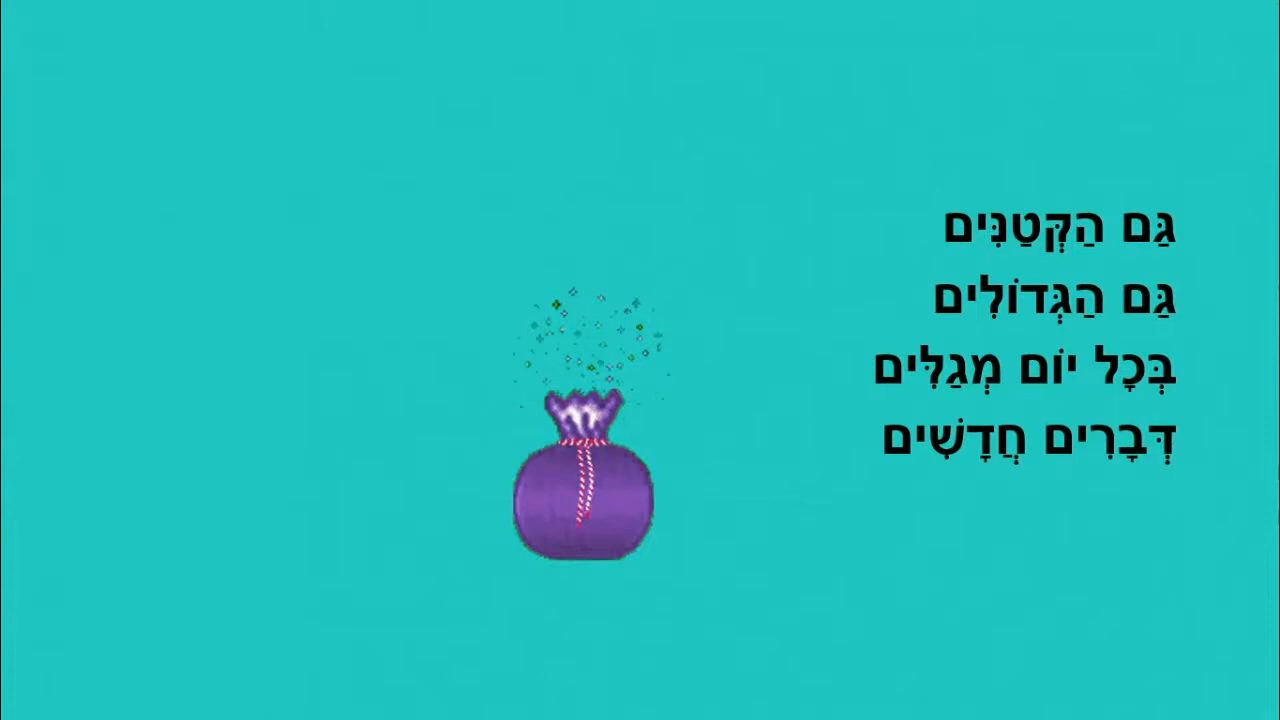 גַּם הַקְּטַנִּים
גַּם הַגְּדוֹלִים
בְּכָל יוֹם מְגַלִּים
דְּבָרִים חֲדָשִׁים